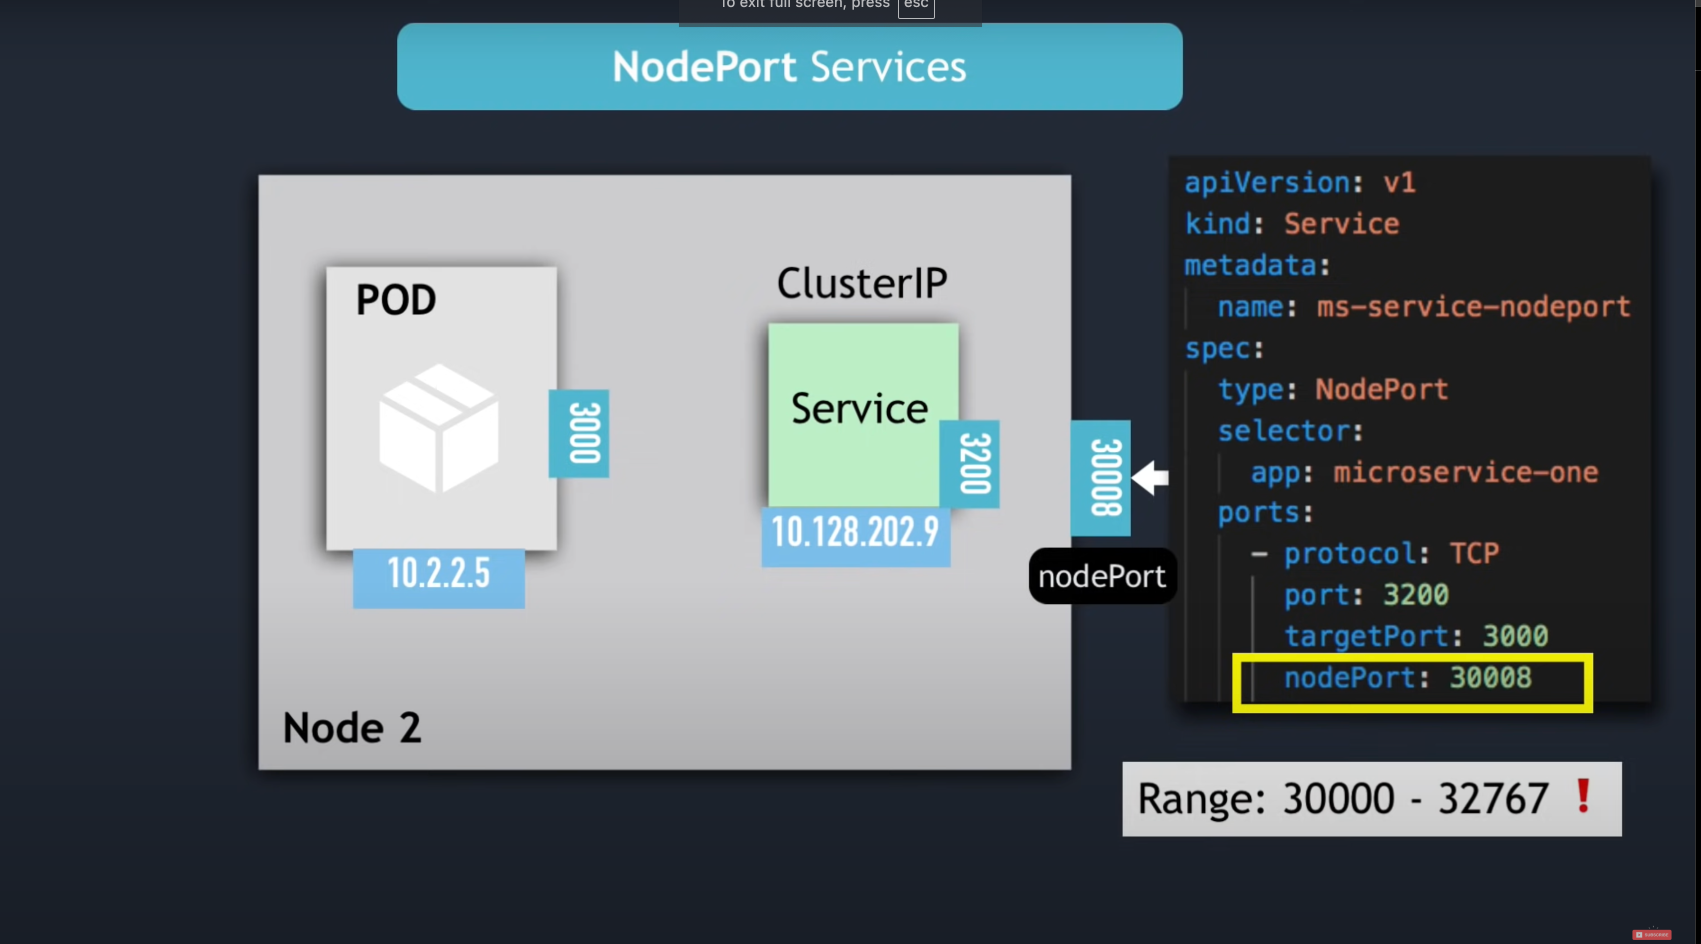 To exit full screen, press esc
NodePort Services
POD
3000
10.2.2.5
ClusterIP
Service
3200
10.128.202.9
30008
nodePort
Node 2
apiVersion: v1
kind: Service
metadata:
name: ms-service-nodeport
spec:
type: NodePort
selector:
app: microservice-one
ports:
- protocol: TCP
port: 3200
targetPort: 3000
nodePort: 30008
Range: 30000 - 32767 !